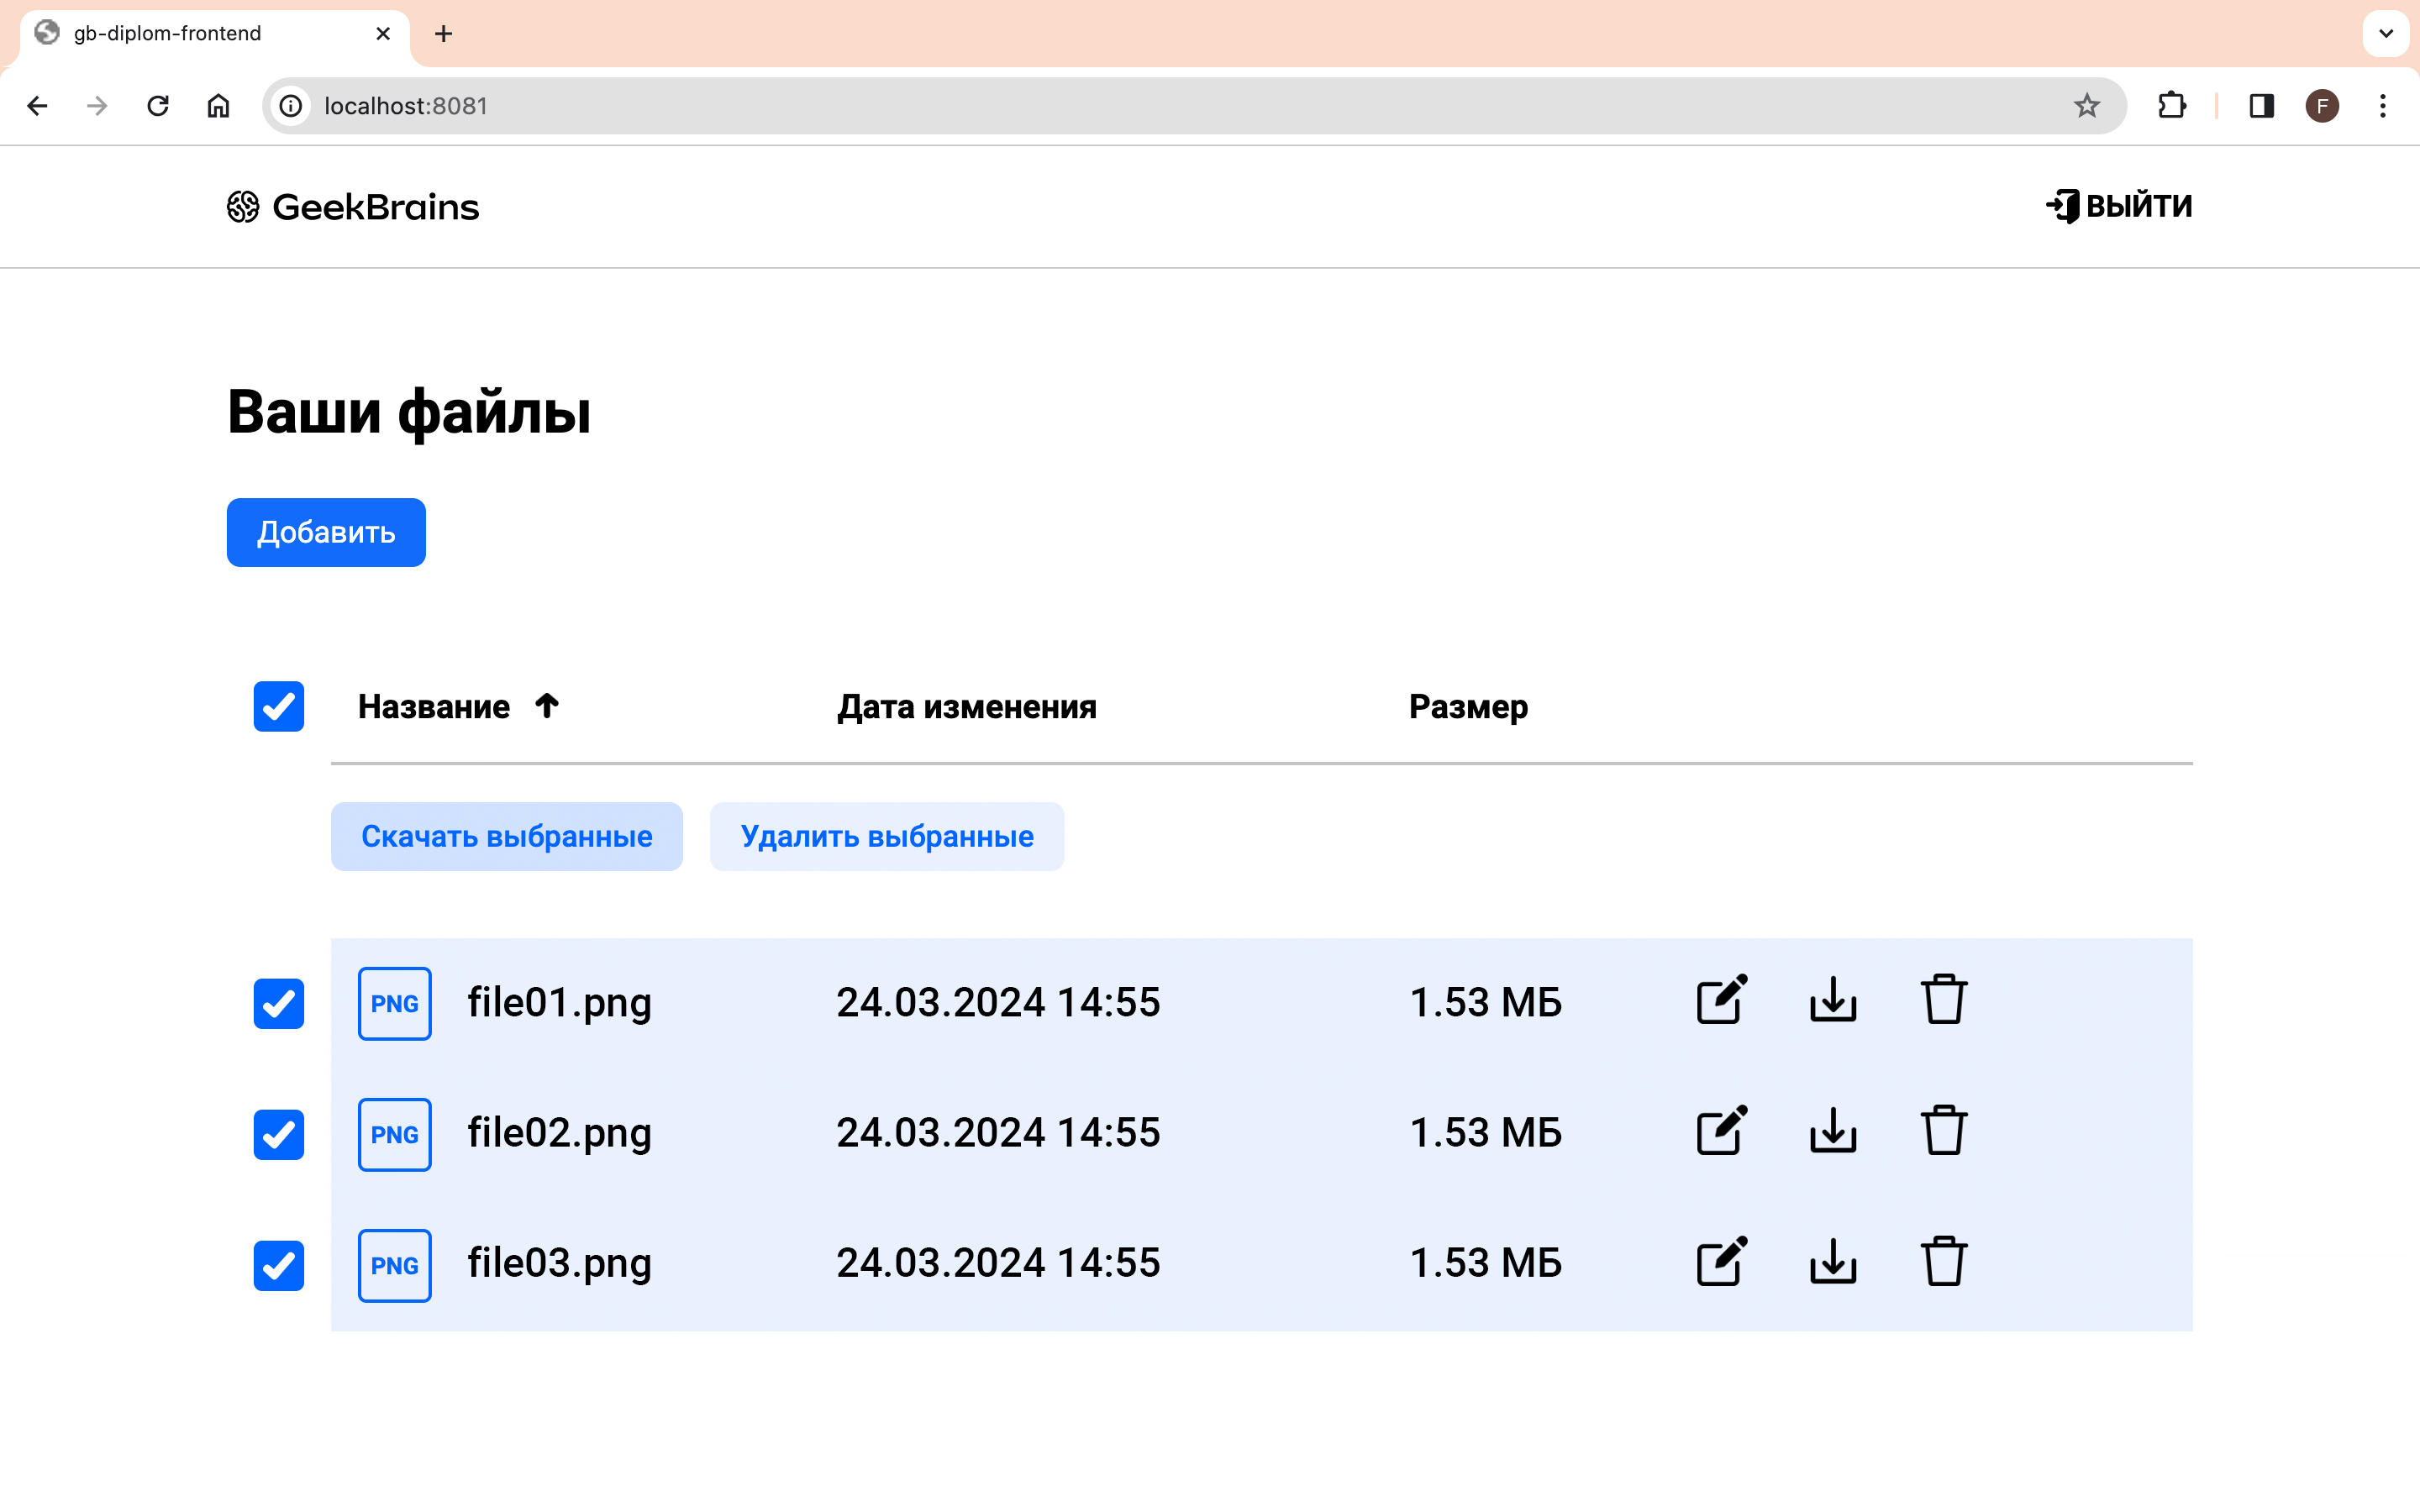 gb-diplom-frontend
localhost:8081
F
GeekBrains
ВЫЙТИ
Ваши файлы
Добавить
Название Дата изменения Размер
Скачать выбранные Удалить выбранные
PNG file01.png 24.03.2024 14:55 1.53 МБ
PNG file02.png 24.03.2024 14:55 1.53 МБ
PNG file03.png 24.03.2024 14:55 1.53 МБ